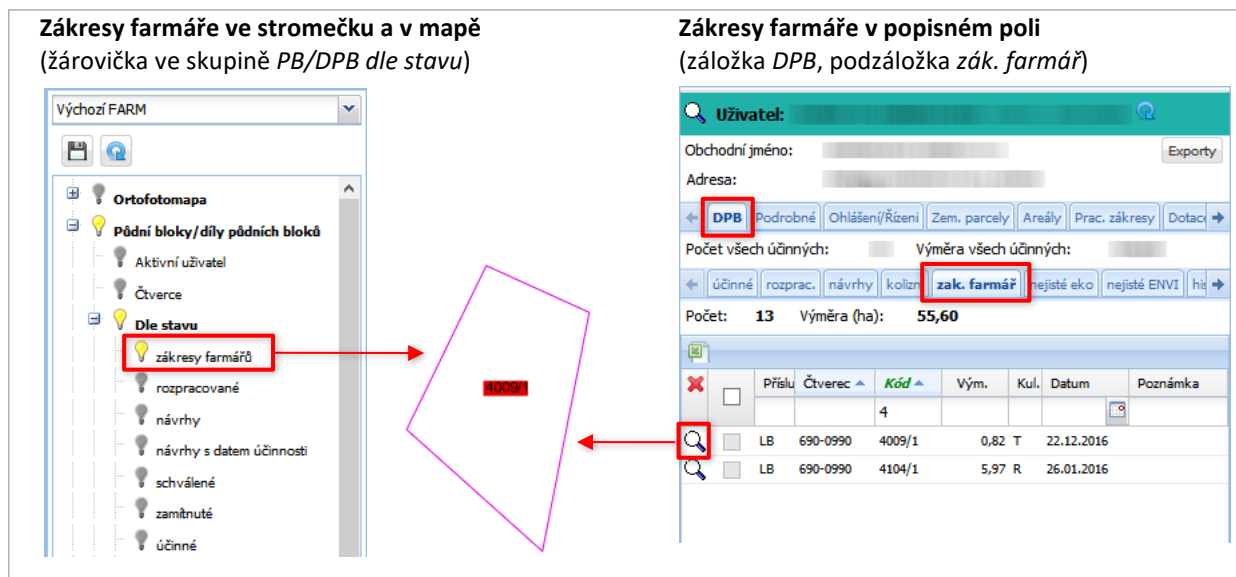 Zákresy farmáře ve stromečku a v mapě
(žárovička ve skupině PB/DPB dle stavu)
Výchozí FARM
Ortofotomapa
Půdní bloky/díly půdních bloků
Aktivní uživatel
Čtverce
Dle stavu
zákresy farmářů
rozpracované
návrhy
návrhy s datem účinnosti
schválené
zamítnuté
účinné
4009/1
Zákresy farmáře v popisném poli
(záložka DPB, podzáložka zák. farmář)
Uživatel:
Obchodní jméno: Exporty
Adresa:
DPB Podrobné Ohlášení/Řízení Zem. parcely Areály Prac. zákresy Dotac
Počet všech účinných: Výměra všech účinných:
účinné rozprac. návrhy kolizn zak. farmář nejisté eko nejisté ENVI his
Počet: 13 Výměra (ha): 55,60
Příslu Čtverec Kód Vým. Kul. Datum Poznámka
4
LB 690-0990 4009/1 0,82 T 22.12.2016
LB 690-0990 4104/1 5,97 R 26.01.2016